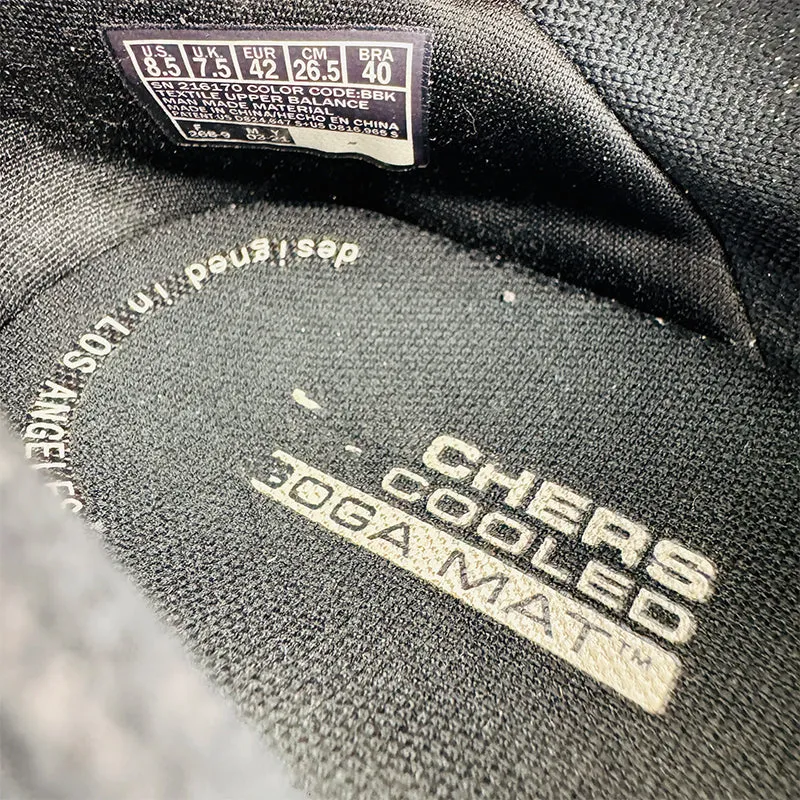 U.S. U.K. EUR CM BRA
8.5 7.5 42 26.5 40
SN 216170 COLOR CODE:BBK
TEXTILE UPPER BALANCE
MAN MADE MATERIAL
MADE IN CHINA/HECHO EN CHINA
designed in LOS ANGELES
CHERS
COOLED
GOGA MAT™